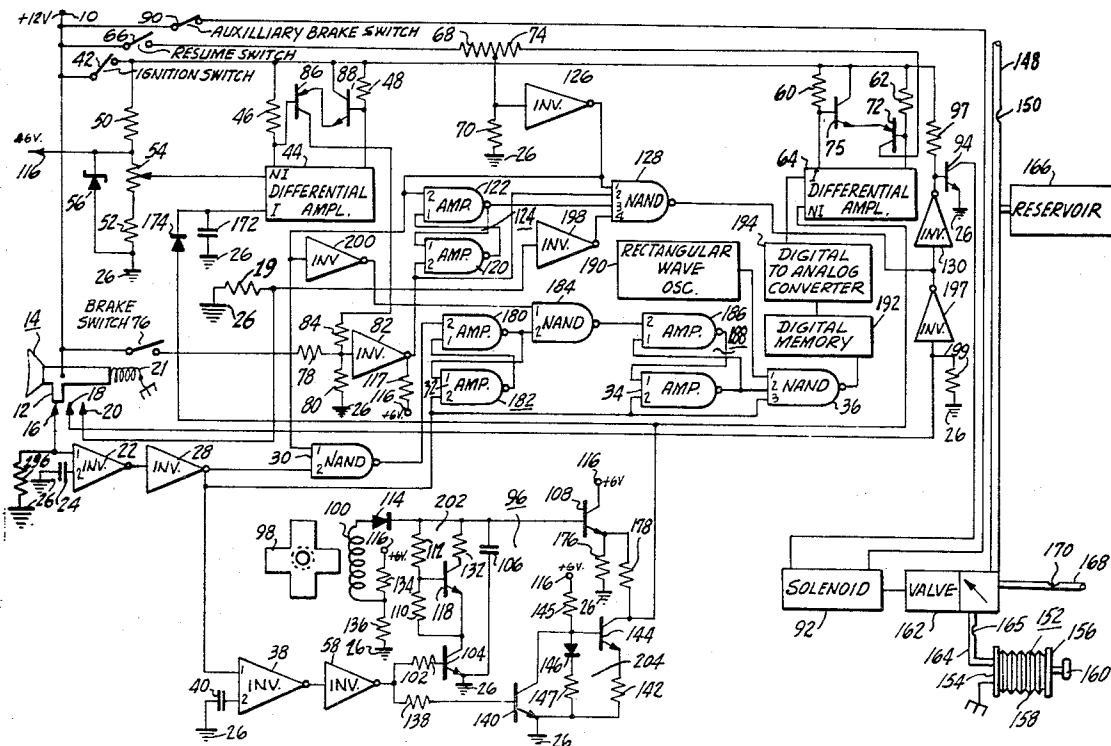 +12V 10 90 AUXILLIARY BRAKE SWITCH
66 RESUME SWITCH
42 IGNITION SWITCH
68 74
86 88 48
46
126
INV.
70
26
60 62
75 72
97 94
148
150
166
RESERVOIR
50
+6V.
116
54
56
52
26
44
NI
DIFFERENTIAL
I AMPL.
174
172
26
2 AMP. 122
1
124
1 AMP.
2 120
128
1
2 NAND
3
4
198
INV.
200
INV.
64
I
DIFFERENTIAL
NI AMPL.
INV.
26
130
197
INV.
199
26
RECTANGULAR
WAVE
OSC.
190
194
DIGITAL
TO ANALOG
CONVERTER
192
DIGITAL
MEMORY
19
26
BRAKE
SWITCH 76
14
21
12
18
16
20
84
82
INV.
78
80
26
117
116
+6V.
180
2 AMP.
1
184
1 NAND
2
37
1 AMP.
2
182
186
2 AMP.
1
188
34
1 AMP.
2
1
2 NAND
3
36
196
26
24
22
1
INV.
2
28
INV.
30
1 NAND
2
98
100
114
116
+6V.
134
136
26
112
110
202
118
132
106
96
104
102
26
108
116
+6V
176
26
178
+6V.
116
145
146
147
144
204
142
138
140
26
38
1
INV.
2
40
26
58
INV.
SOLENOID
92
VALVE
162
170
168
165
164
152
156
154
160
158